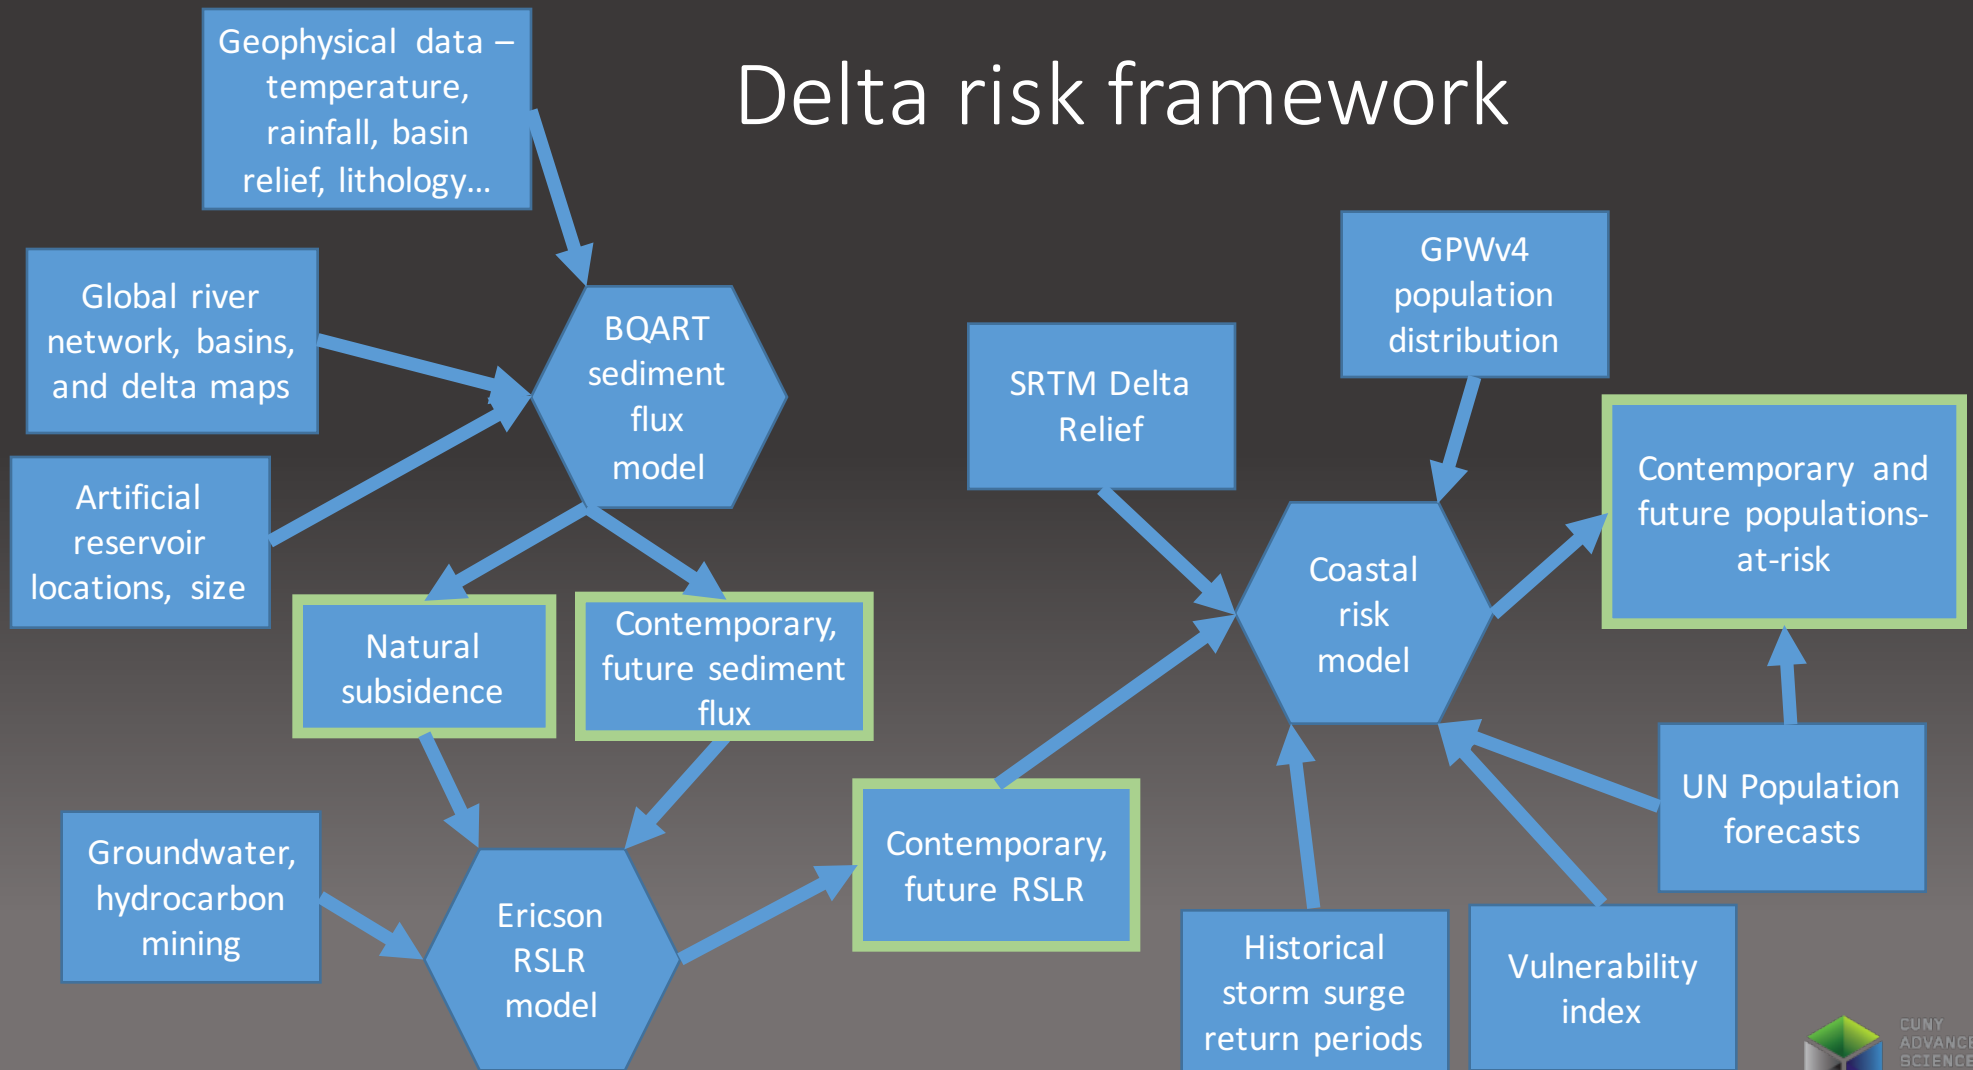 Delta risk framework
Geophysical data –
temperature,
rainfall, basin
relief, lithology...
Global river
network, basins,
and delta maps
Artificial
reservoir
locations, size
BQART
sediment
flux
model
Natural
subsidence
Contemporary,
future sediment
flux
Groundwater,
hydrocarbon
mining
Ericson
RSLR
model
Contemporary,
future RSLR
SRTM Delta
Relief
GPWv4
population
distribution
Coastal
risk
model
Contemporary and
future populations-
at-risk
UN Population
forecasts
Historical
storm surge
return periods
Vulnerability
index
CUNY
ADVANCE
SCIENCE